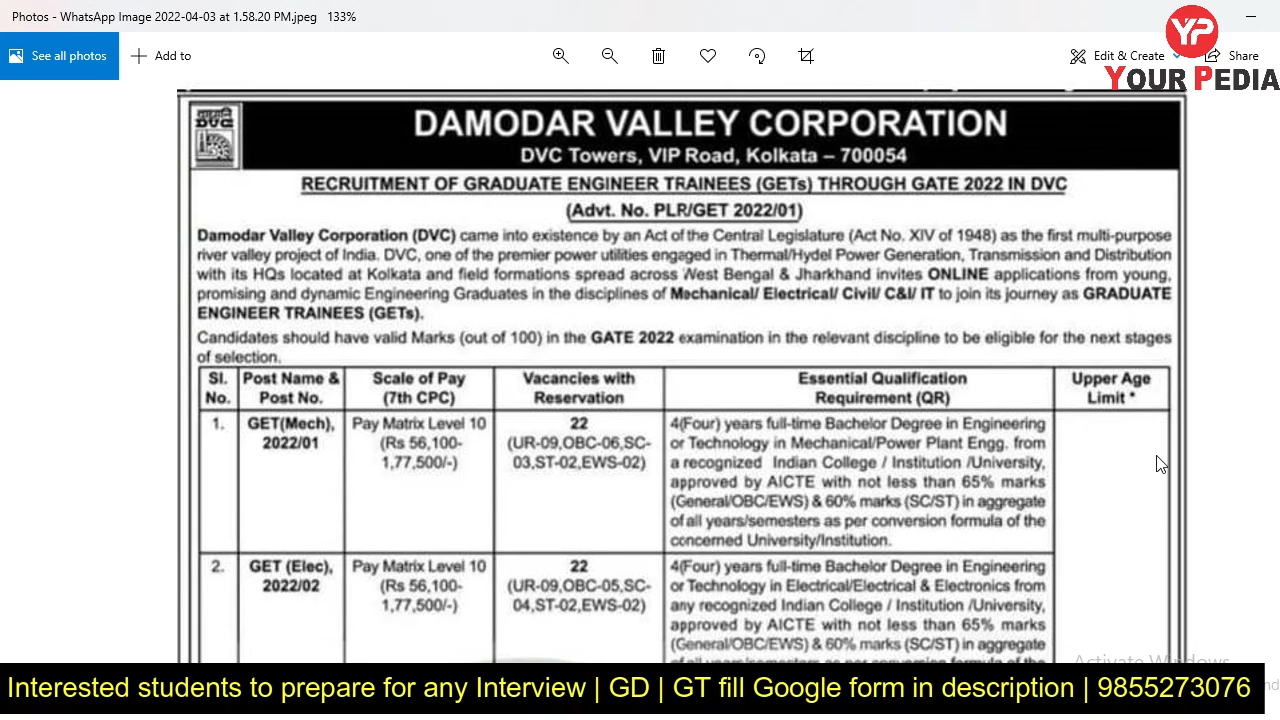 Photos - WhatsApp Image 2022-04-03 at 1.58.20 PM.jpeg 133%
YP
See all photos
Add to
Edit & Create
Share
YOUR PEDIA
DVC
DAMODAR VALLEY CORPORATION
DVC Towers, VIP Road, Kolkata – 700054
RECRUITMENT OF GRADUATE ENGINEER TRAINEES (GETs) THROUGH GATE 2022 IN DVC
(Advt. No. PLR/GET 2022/01)
Damodar Valley Corporation (DVC) came into existence by an Act of the Central Legislature (Act No. XIV of 1948) as the first multi-purpose
river valley project of India. DVC, one of the premier power utilities engaged in Thermal/Hydel Power Generation, Transmission and Distribution
with its HQs located at Kolkata and field formations spread across West Bengal & Jharkhand invites ONLINE applications from young,
promising and dynamic Engineering Graduates in the disciplines of Mechanical/ Electrical/ Civil/ C&I/ IT to join its journey as GRADUATE
ENGINEER TRAINEES (GETs).
Candidates should have valid Marks (out of 100) in the GATE 2022 examination in the relevant discipline to be eligible for the next stages
of selection.
Sl. No.
Post Name & Post No.
Scale of Pay (7th CPC)
Vacancies with Reservation
Essential Qualification Requirement (QR)
Upper Age Limit *
1.
GET(Mech),
2022/01
Pay Matrix Level 10
(Rs 56,100-
1,77,500/-)
22
(UR-09,OBC-06,SC-
03,ST-02,EWS-02)
4(Four) years full-time Bachelor Degree in Engineering
or Technology in Mechanical/Power Plant Engg. from
a recognized Indian College / Institution /University,
approved by AICTE with not less than 65% marks
(General/OBC/EWS) & 60% marks (SC/ST) in aggregate
of all years/semesters as per conversion formula of the
concerned University/Institution.
2.
GET (Elec),
2022/02
Pay Matrix Level 10
(Rs 56,100-
1,77,500/-)
22
(UR-09,OBC-05,SC-
04,ST-02,EWS-02)
4(Four) years full-time Bachelor Degree in Engineering
or Technology in Electrical/Electrical & Electronics from
any recognized Indian College / Institution /University,
approved by AICTE with not less than 65% marks
(General/OBC/EWS) & 60% marks (SC/ST) in aggregate
Activate Windows
Interested students to prepare for any Interview | GD | GT fill Google form in description | 9855273076